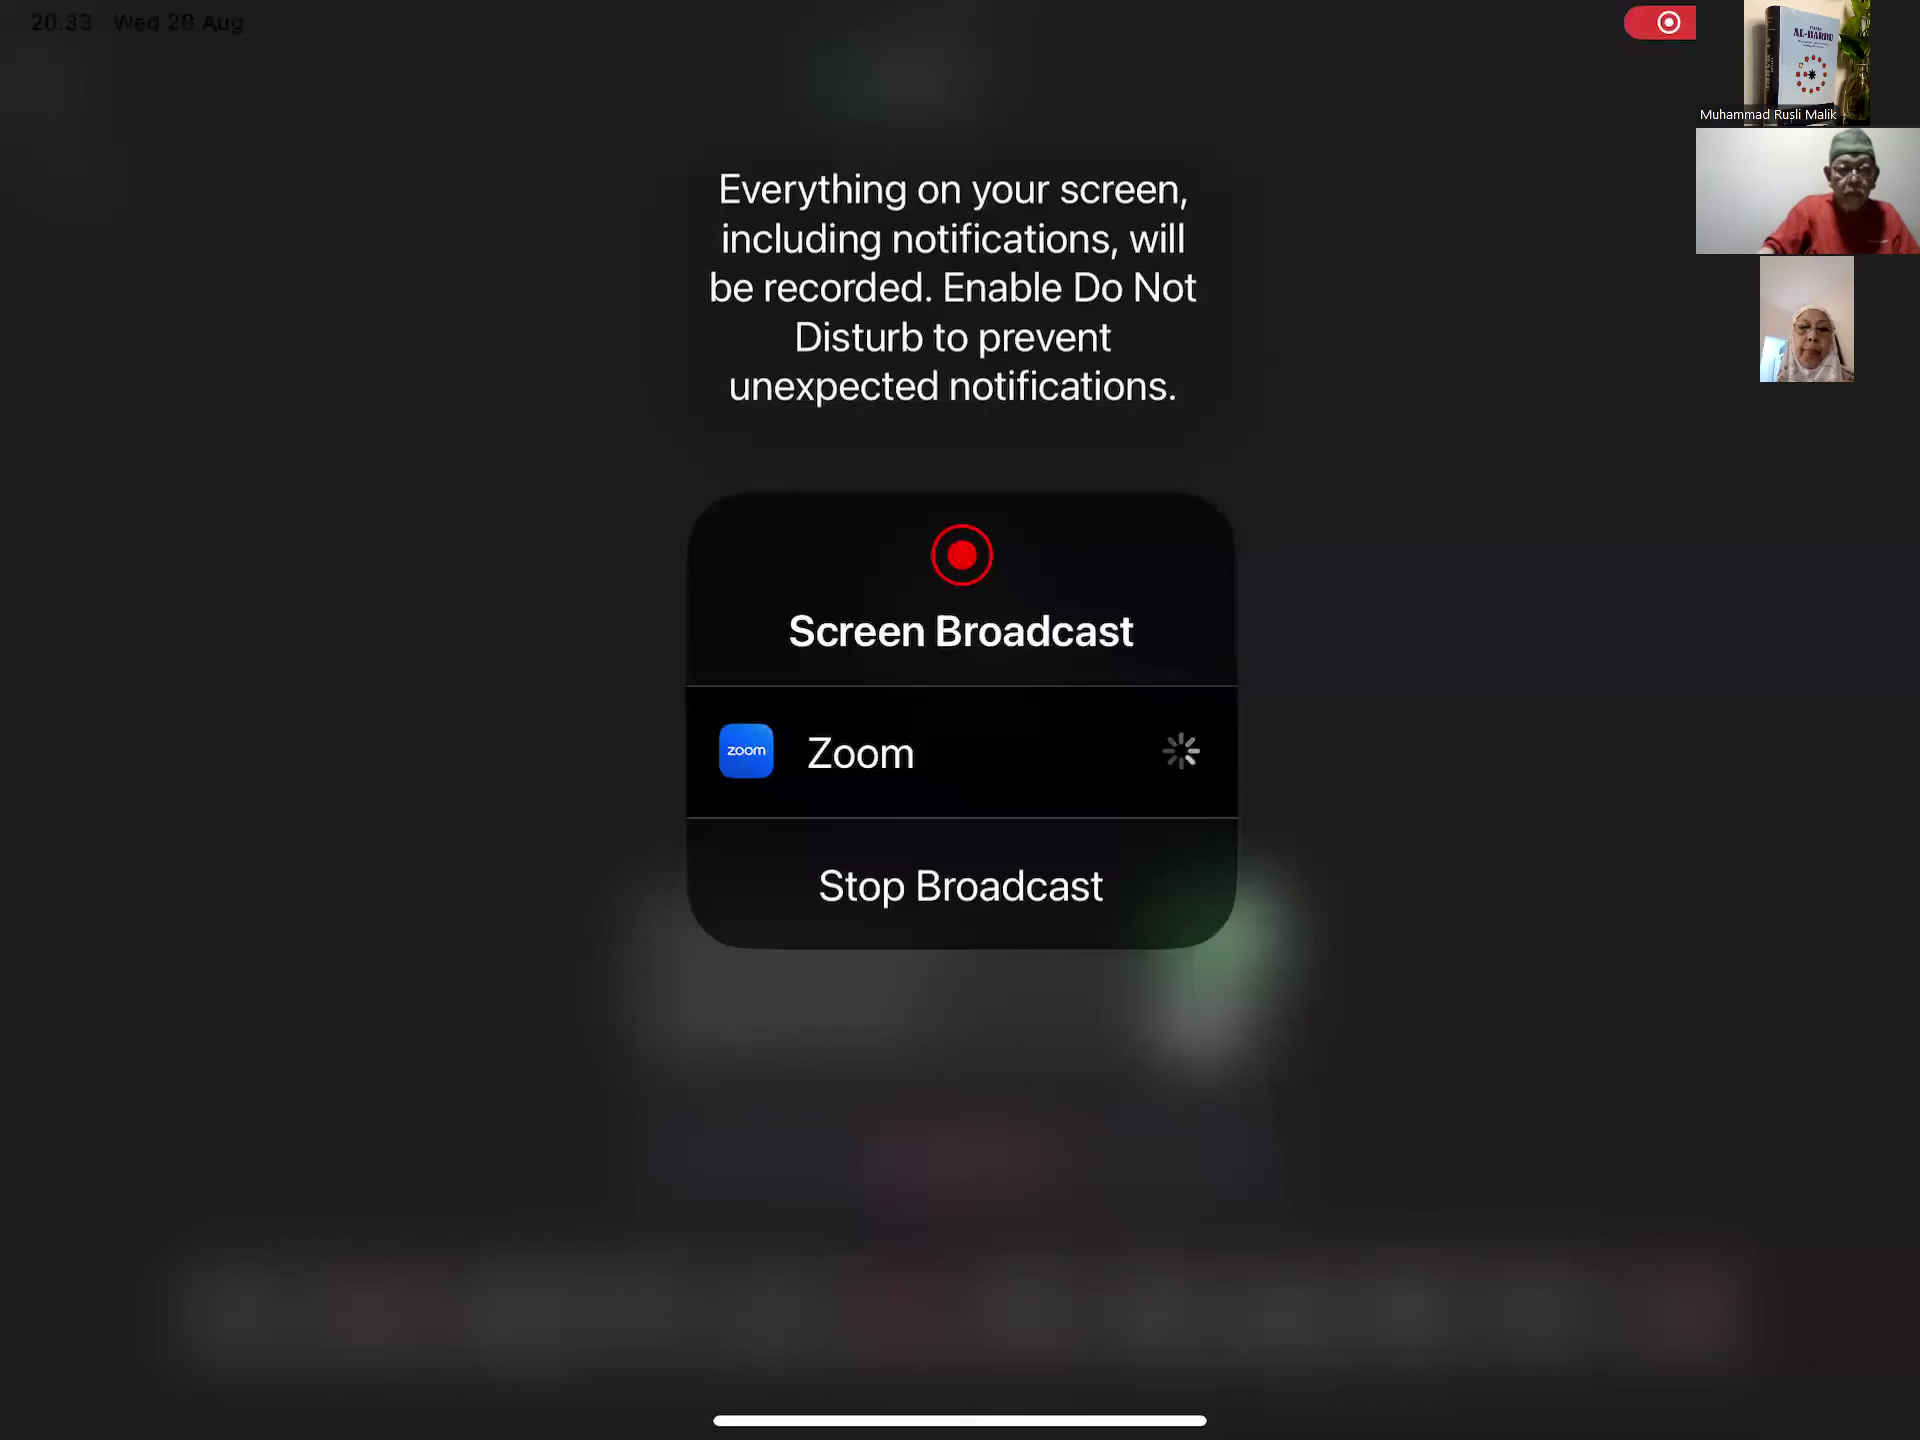 20.33 Wed 28 Aug
AL-BARRU
Muhammad Rusli Malik
Everything on your screen,
including notifications, will
be recorded. Enable Do Not
Disturb to prevent
unexpected notifications.
Screen Broadcast
zoom
Zoom
Stop Broadcast